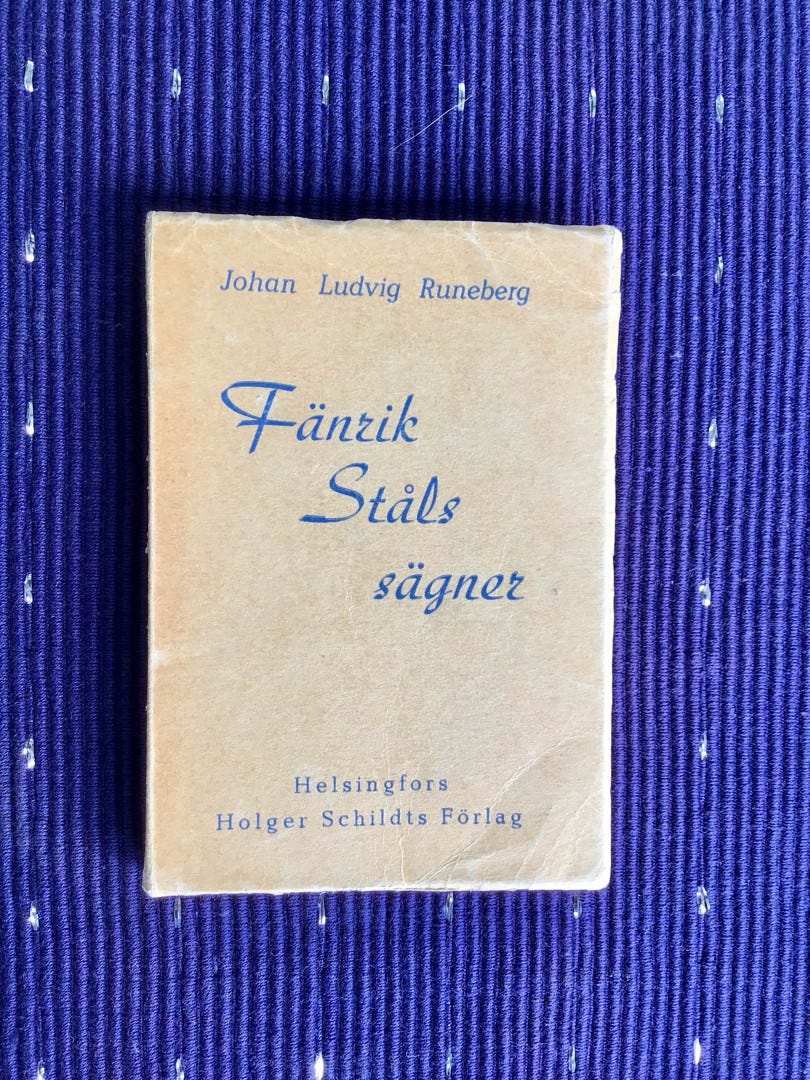 Johan Ludvig Runeberg
Fänrik
Ståls
sägner
Helsingfors
Holger Schildts Förlag